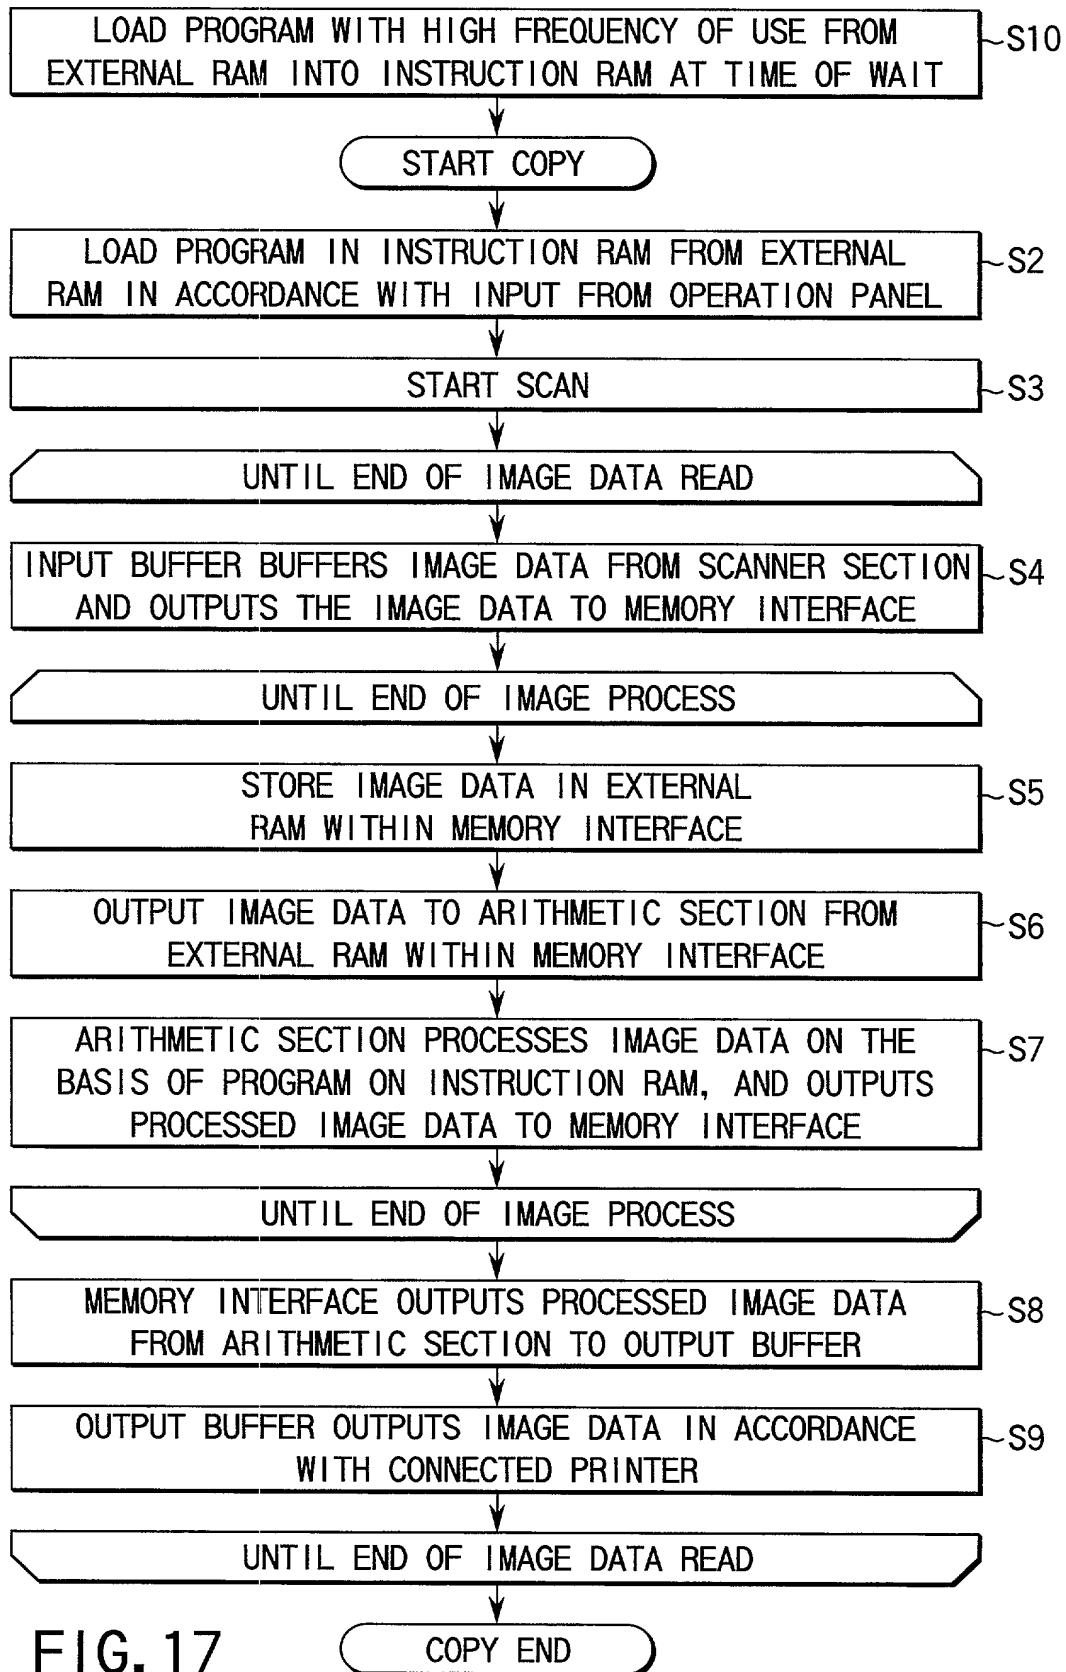 LOAD PROGRAM WITH HIGH FREQUENCY OF USE FROM
EXTERNAL RAM INTO INSTRUCTION RAM AT TIME OF WAIT
~S10
START COPY
LOAD PROGRAM IN INSTRUCTION RAM FROM EXTERNAL
RAM IN ACCORDANCE WITH INPUT FROM OPERATION PANEL
~S2
START SCAN
~S3
UNTIL END OF IMAGE DATA READ
INPUT BUFFER BUFFERS IMAGE DATA FROM SCANNER SECTION
AND OUTPUTS THE IMAGE DATA TO MEMORY INTERFACE
~S4
UNTIL END OF IMAGE PROCESS
STORE IMAGE DATA IN EXTERNAL
RAM WITHIN MEMORY INTERFACE
~S5
OUTPUT IMAGE DATA TO ARITHMETIC SECTION FROM
EXTERNAL RAM WITHIN MEMORY INTERFACE
~S6
ARITHMETIC SECTION PROCESSES IMAGE DATA ON THE
BASIS OF PROGRAM ON INSTRUCTION RAM, AND OUTPUTS
PROCESSED IMAGE DATA TO MEMORY INTERFACE
~S7
UNTIL END OF IMAGE PROCESS
MEMORY INTERFACE OUTPUTS PROCESSED IMAGE DATA
FROM ARITHMETIC SECTION TO OUTPUT BUFFER
~S8
OUTPUT BUFFER OUTPUTS IMAGE DATA IN ACCORDANCE
WITH CONNECTED PRINTER
~S9
UNTIL END OF IMAGE DATA READ
COPY END
FIG. 17